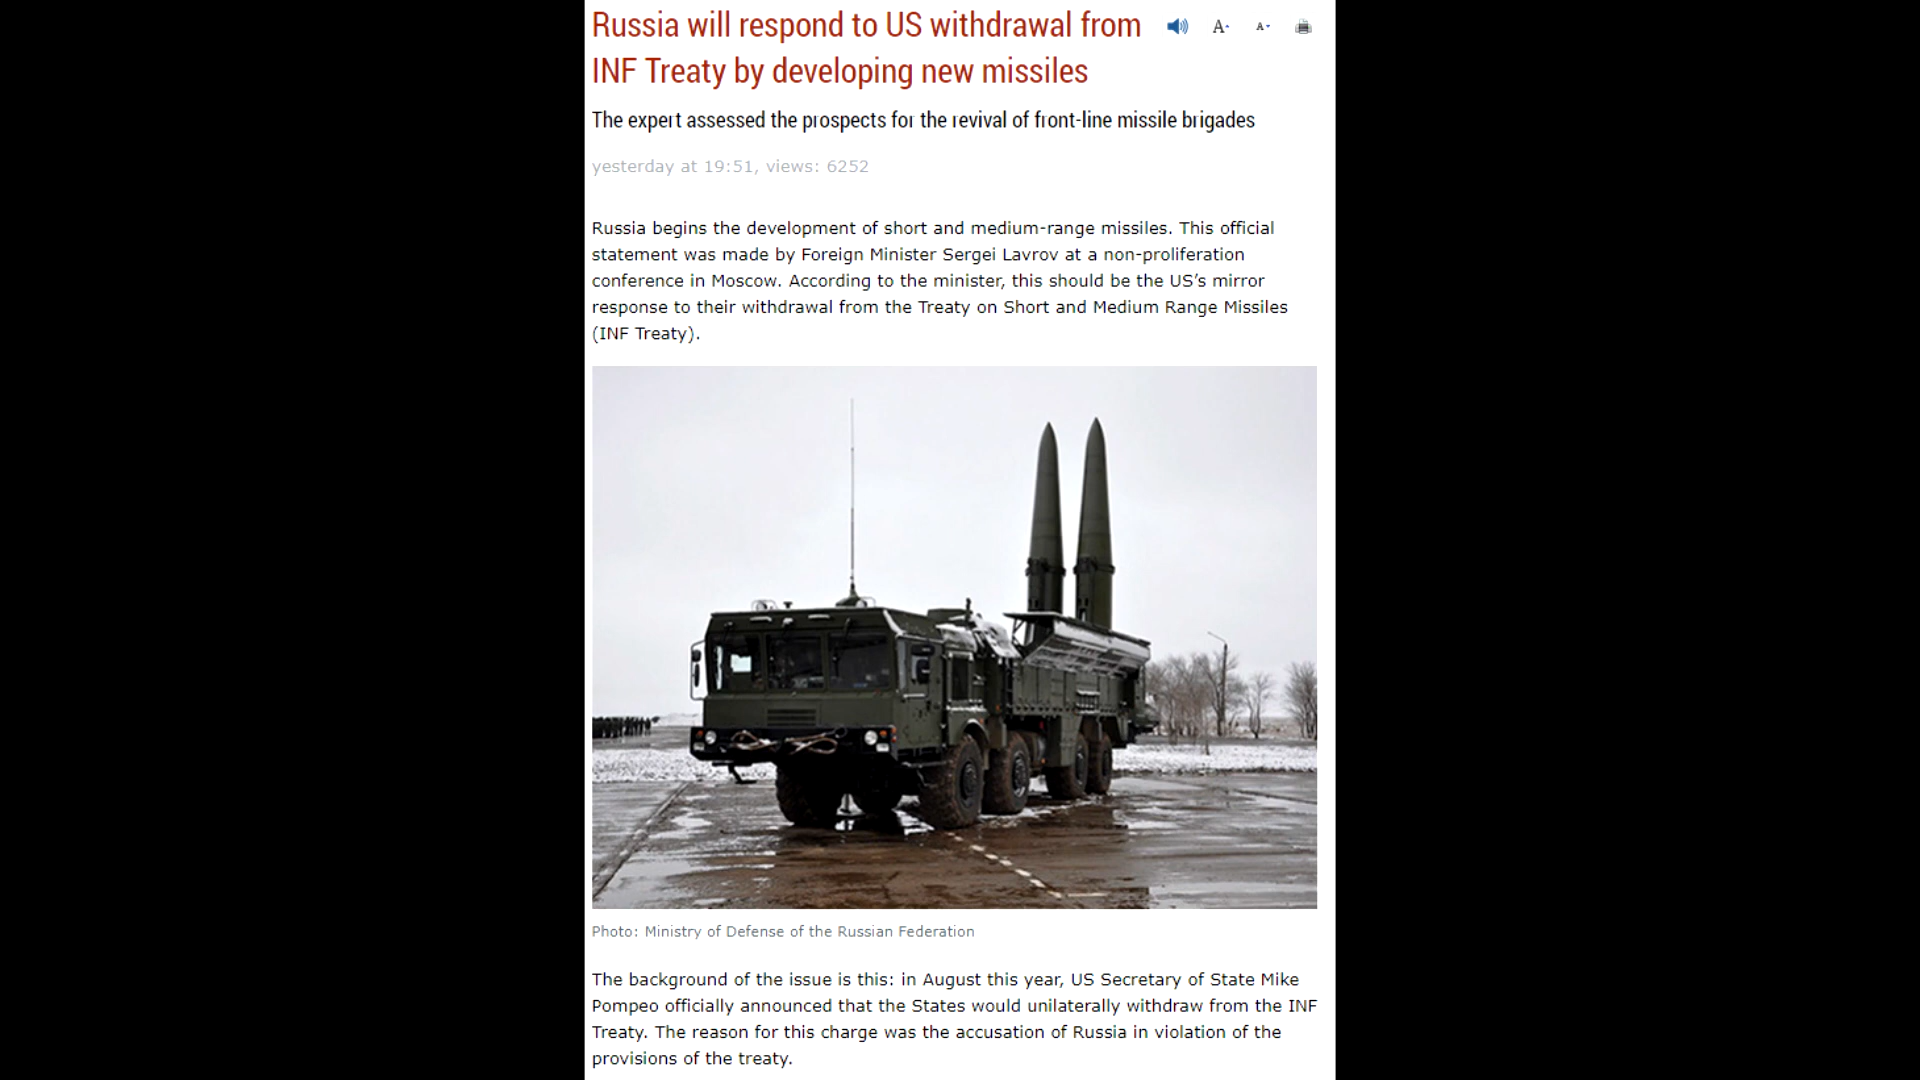 Russia will respond to US withdrawal from
INF Treaty by developing new missiles
A A
The expert assessed the prospects for the revival of front-line missile brigades
yesterday at 19:51, views: 6252
Russia begins the development of short and medium-range missiles. This official
statement was made by Foreign Minister Sergei Lavrov at a non-proliferation
conference in Moscow. According to the minister, this should be the US’s mirror
response to their withdrawal from the Treaty on Short and Medium Range Missiles
(INF Treaty).
Photo: Ministry of Defense of the Russian Federation
The background of the issue is this: in August this year, US Secretary of State Mike
Pompeo officially announced that the States would unilaterally withdraw from the INF
Treaty. The reason for this charge was the accusation of Russia in violation of the
provisions of the treaty.